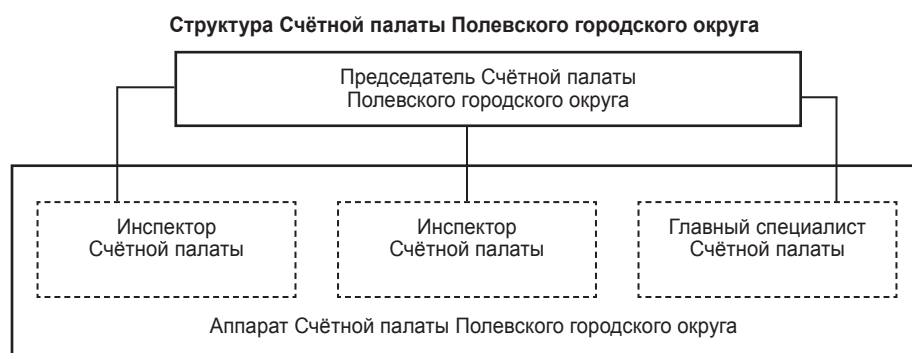 Структура Счётной палаты Полевского городского округа
Председатель Счётной палаты
Полевского городского округа
Инспектор
Счётной палаты
Инспектор
Счётной палаты
Главный специалист
Счётной палаты
Аппарат Счётной палаты Полевского городского округа